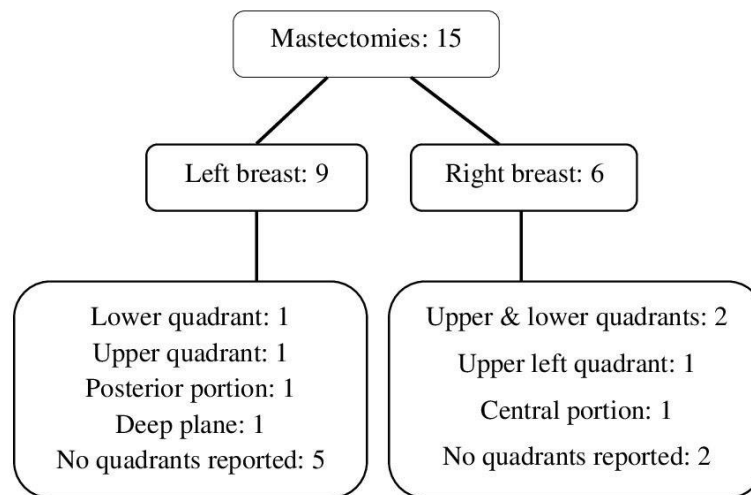 Mastectomies: 15
Left breast: 9
Right breast: 6
Lower quadrant: 1
Upper quadrant: 1
Posterior portion: 1
Deep plane: 1
No quadrants reported: 5
Upper & lower quadrants: 2
Upper left quadrant: 1
Central portion: 1
No quadrants reported: 2